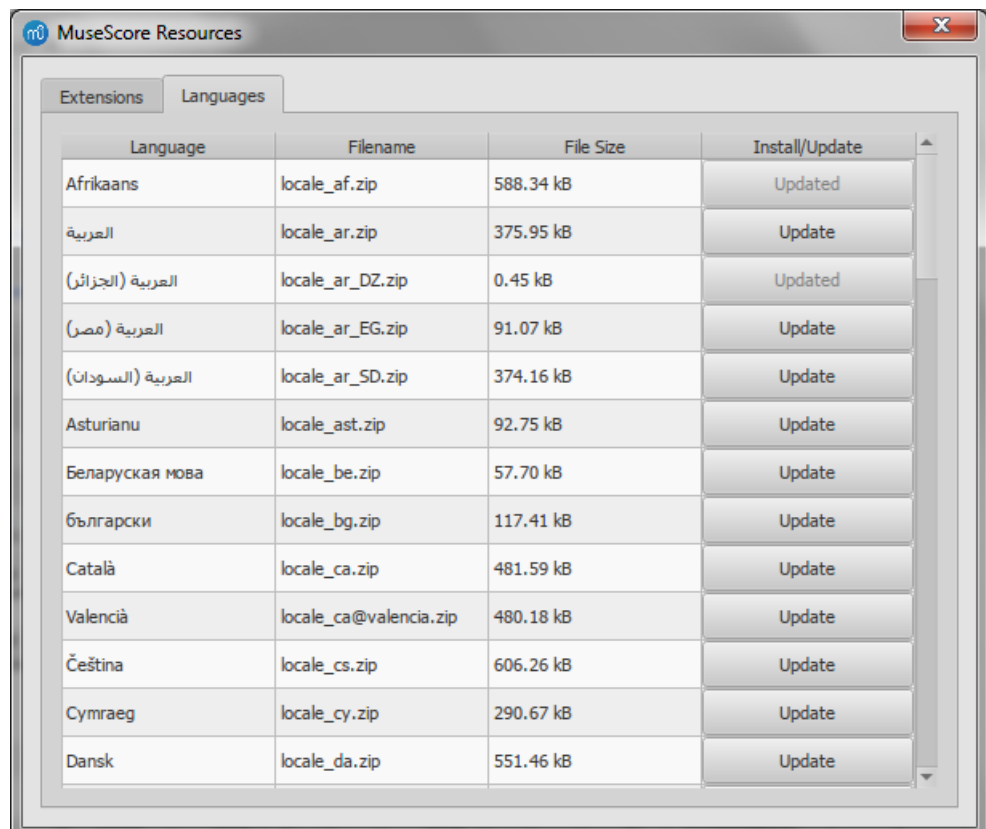 MuseScore Resources
Extensions Languages
Language Filename File Size Install/Update
Afrikaans locale_af.zip 588.34 kB Updated
العربية locale_ar.zip 375.95 kB Update
العربية (الجزائر) locale_ar_DZ.zip 0.45 kB Updated
العربية (مصر) locale_ar_EG.zip 91.07 kB Update
العربية (السودان) locale_ar_SD.zip 374.16 kB Update
Asturianu locale_ast.zip 92.75 kB Update
Беларуская мова locale_be.zip 57.70 kB Update
български locale_bg.zip 117.41 kB Update
Català locale_ca.zip 481.59 kB Update
Valencià locale_ca@valencia.zip 480.18 kB Update
Čeština locale_cs.zip 606.26 kB Update
Cymraeg locale_cy.zip 290.67 kB Update
Dansk locale_da.zip 551.46 kB Update